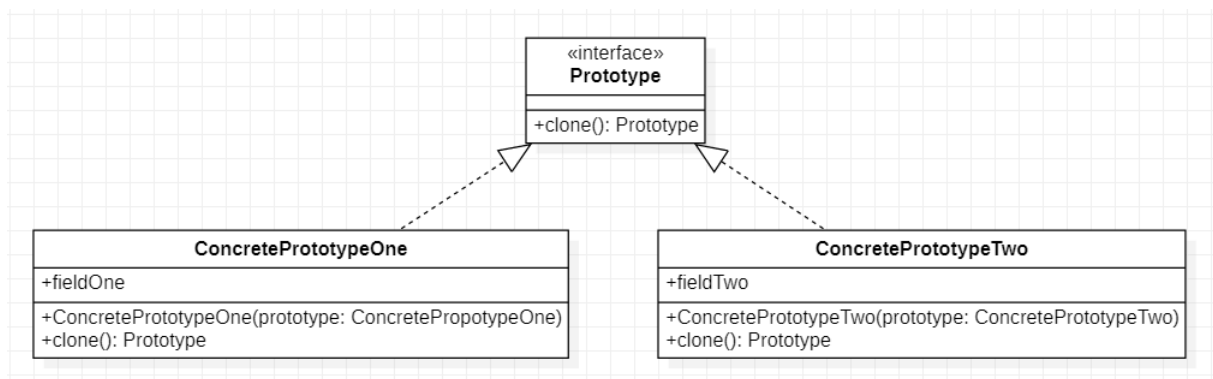 «interface»
Prototype
+clone(): Prototype
ConcretePrototypeOne
+fieldOne
+ConcretePrototypeOne(prototype: ConcretePropotypeOne)
+clone(): Prototype
ConcretePrototypeTwo
+fieldTwo
+ConcretePrototypeTwo(prototype: ConcretePrototypeTwo)
+clone(): Prototype